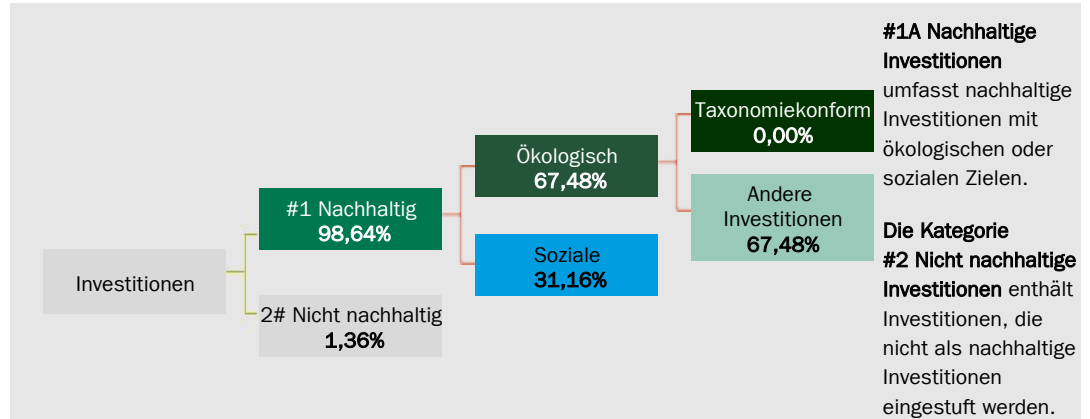 Investitionen
#1 Nachhaltig
98,64%
2# Nicht nachhaltig
1,36%
Ökologisch
67,48%
Soziale
31,16%
Taxonomiekonform
0,00%
Andere
Investitionen
67,48%
#1A Nachhaltige
Investitionen
umfasst nachhaltige
Investitionen mit
ökologischen oder
sozialen Zielen.
Die Kategorie
#2 Nicht nachhaltige
Investitionen enthält
Investitionen, die
nicht als nachhaltige
Investitionen
eingestuft werden.